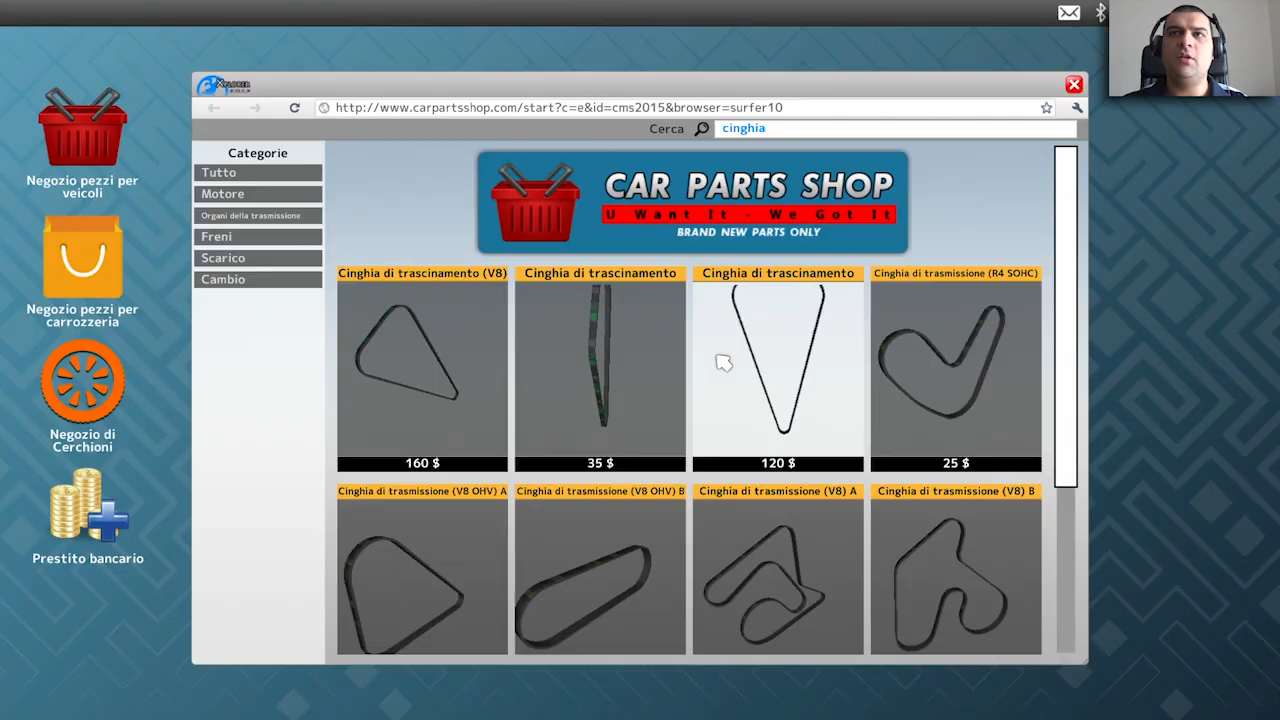 XPLORER
http://www.carpartsshop.com/start?c=e&id=cms2015&browser=surfer10
Cerca
cinghia
Negozio pezzi per
veicoli
Negozio pezzi per
carrozzeria
Negozio di
Cerchioni
Prestito bancario
Categorie
Tutto
Motore
Organi della trasmissione
Freni
Scarico
Cambio
CAR PARTS SHOP
U Want It - We Got It
BRAND NEW PARTS ONLY
Cinghia di trascinamento (V8)
Cinghia di trascinamento
Cinghia di trascinamento
Cinghia di trasmissione (R4 SOHC)
160 $
35 $
120 $
25 $
Cinghia di trasmissione (V8 OHV) A
Cinghia di trasmissione (V8 OHV) B
Cinghia di trasmissione (V8) A
Cinghia di trasmissione (V8) B